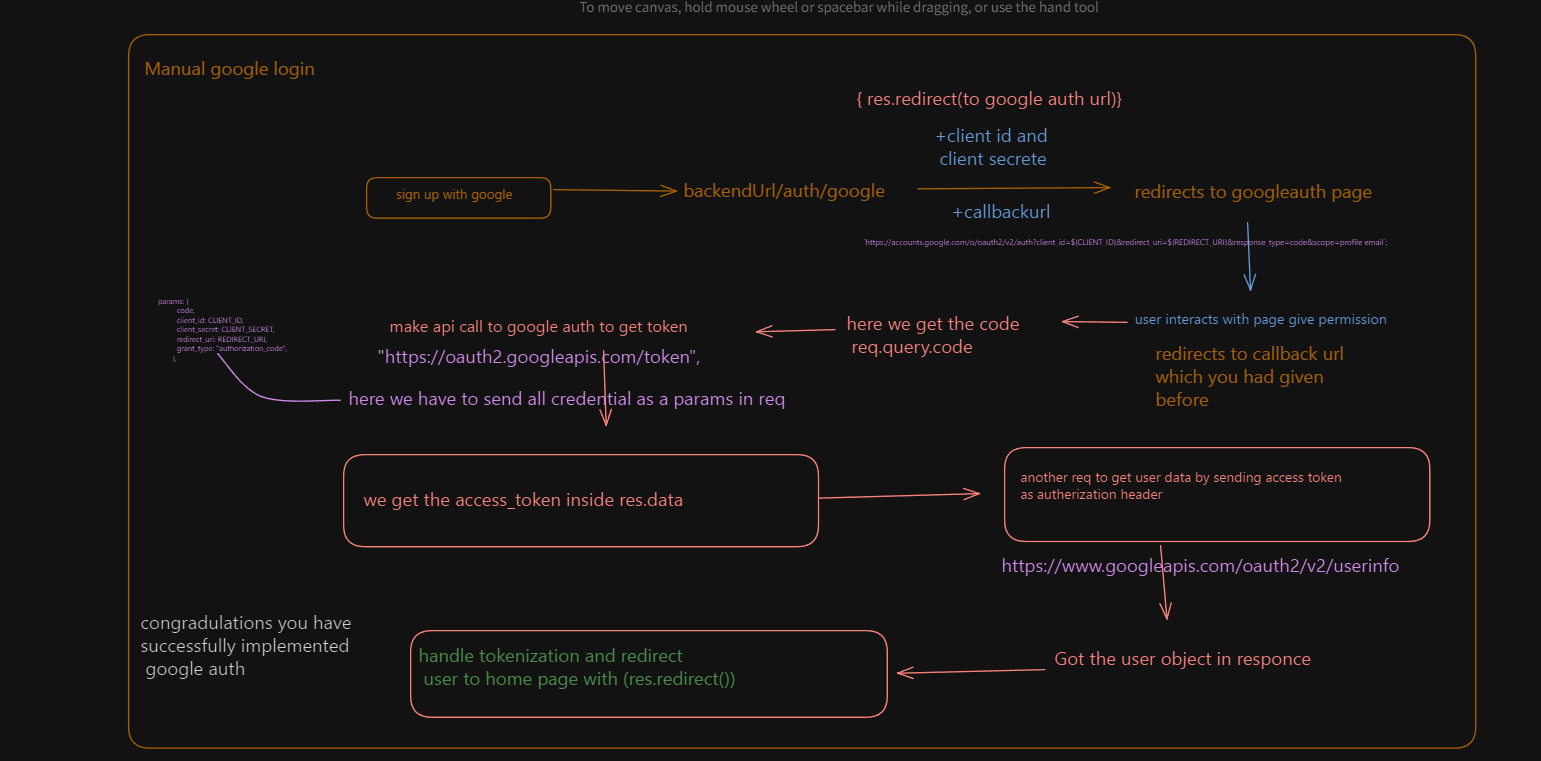 To move canvas, hold mouse wheel or spacebar while dragging, or use the hand tool
Manual google login
{ res.redirect(to google auth url)}
+client id and
client secrete
sign up with google
backendUrl/auth/google
redirects to googleauth page
+callbackurl
`https://accounts.google.com/o/oauth2/v2/auth?client_id=${CLIENT_ID}&redirect_uri=${REDIRECT_URI}&response_type=code&scope=profile email`;
user interacts with page give permission
redirects to callback url
which you had given
before
here we get the code
req.query.code
make api call to google auth to get token
"https://oauth2.googleapis.com/token",
here we have to send all credential as a params in req
params: {
code,
client_id: CLIENT_ID,
client_secret: CLIENT_SECRET,
redirect_uri: REDIRECT_URI,
grant_type: "authorization_code",
},
we get the access_token inside res.data
another req to get user data by sending access token
as autherization header
https://www.googleapis.com/oauth2/v2/userinfo
Got the user object in responce
handle tokenization and redirect
user to home page with (res.redirect())
congradulations you have
successfully implemented
google auth